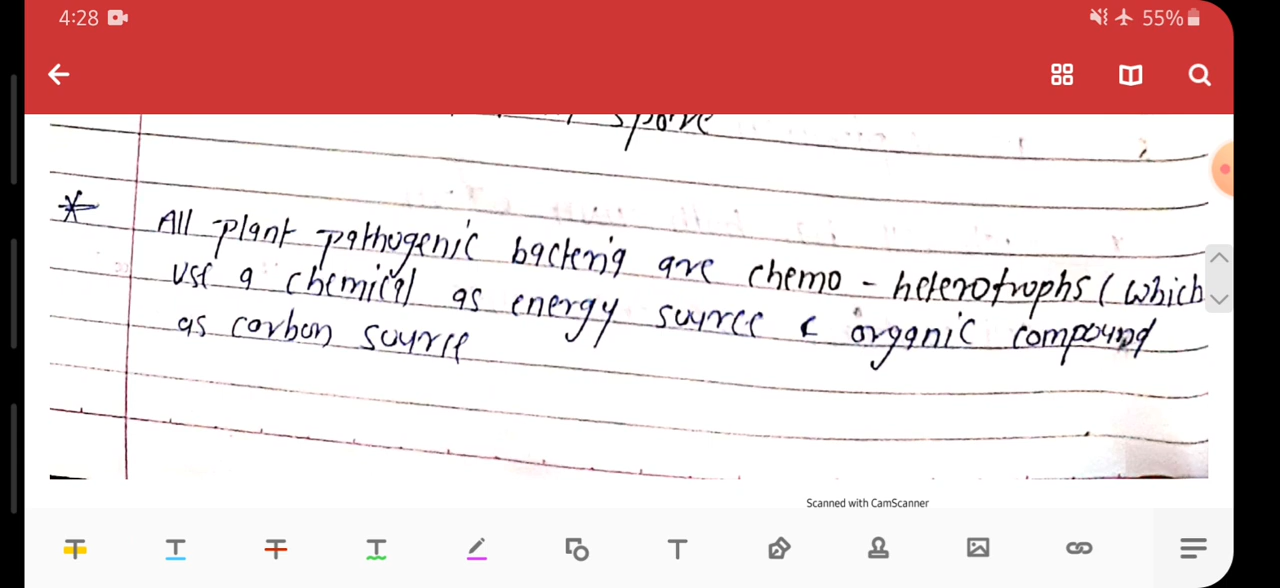 4:28
55%
spore
* All plant pathogenic bacteria are chemo - heterotrophs ( which
use a chemical as energy source & organic compound
as carbon source
Scanned with CamScanner
T T T T T